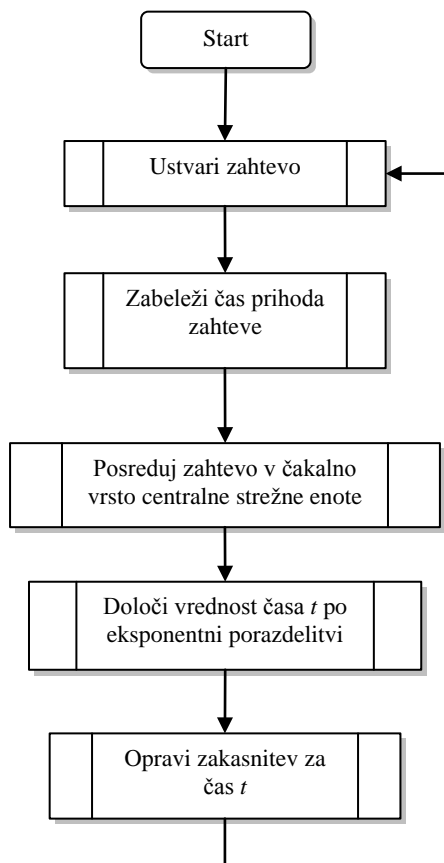 Start
Ustvari zahtevo
Zabeleži čas prihoda
zahteve
Posreduj zahtevo v čakalno
vrsto centralne strežne enote
Določi vrednost časa t po
eksponentni porazdelitvi
Opravi zakasnitev za
čas t